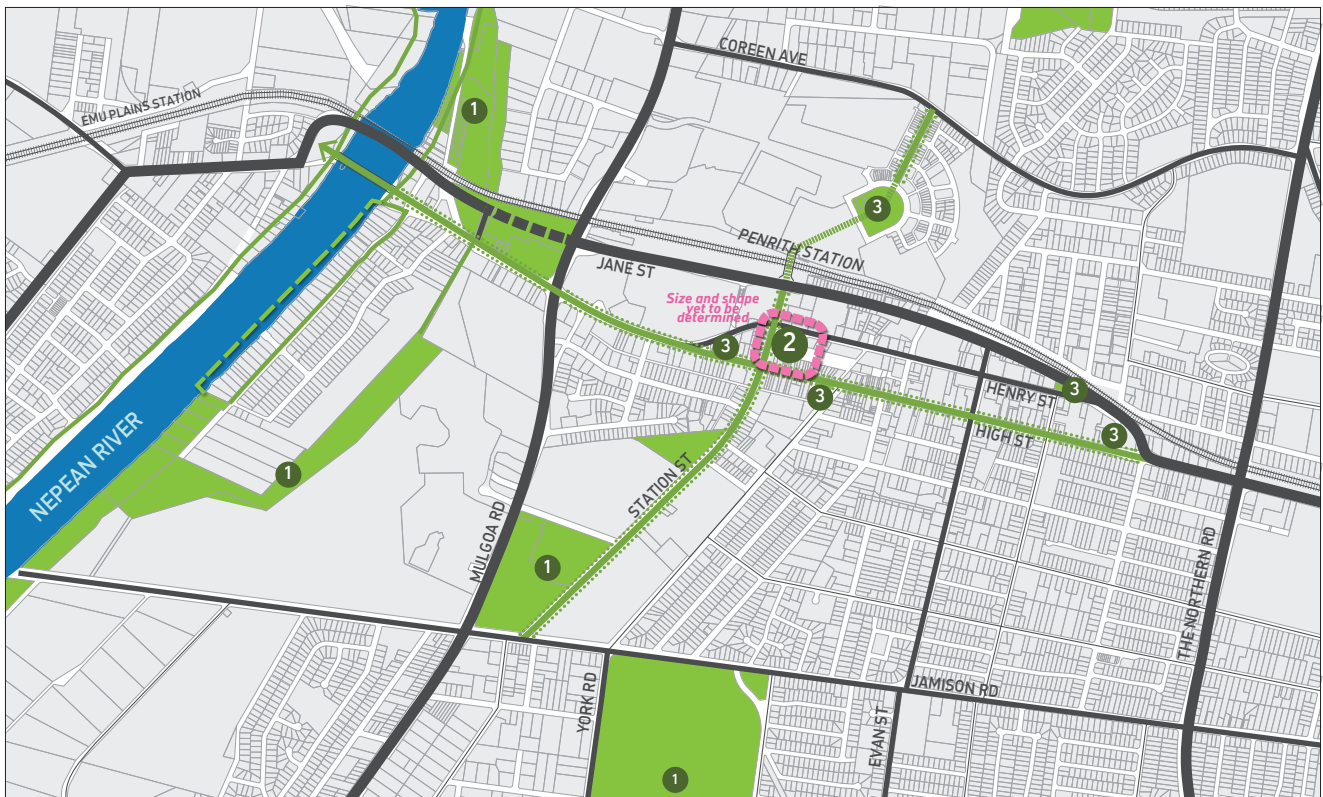 COREEN AVE
EMU PLAINS STATION
1
3
PENRITH STATION
JANE ST
Size and shape
yet to be
determined
2
3
3
3
HENRY ST
HIGH ST
3
NEPEAN RIVER
1
STATION ST
MULGOA RD
1
THE NORTHERN RD
YORK RD
JAMISON RD
EVAN ST
1